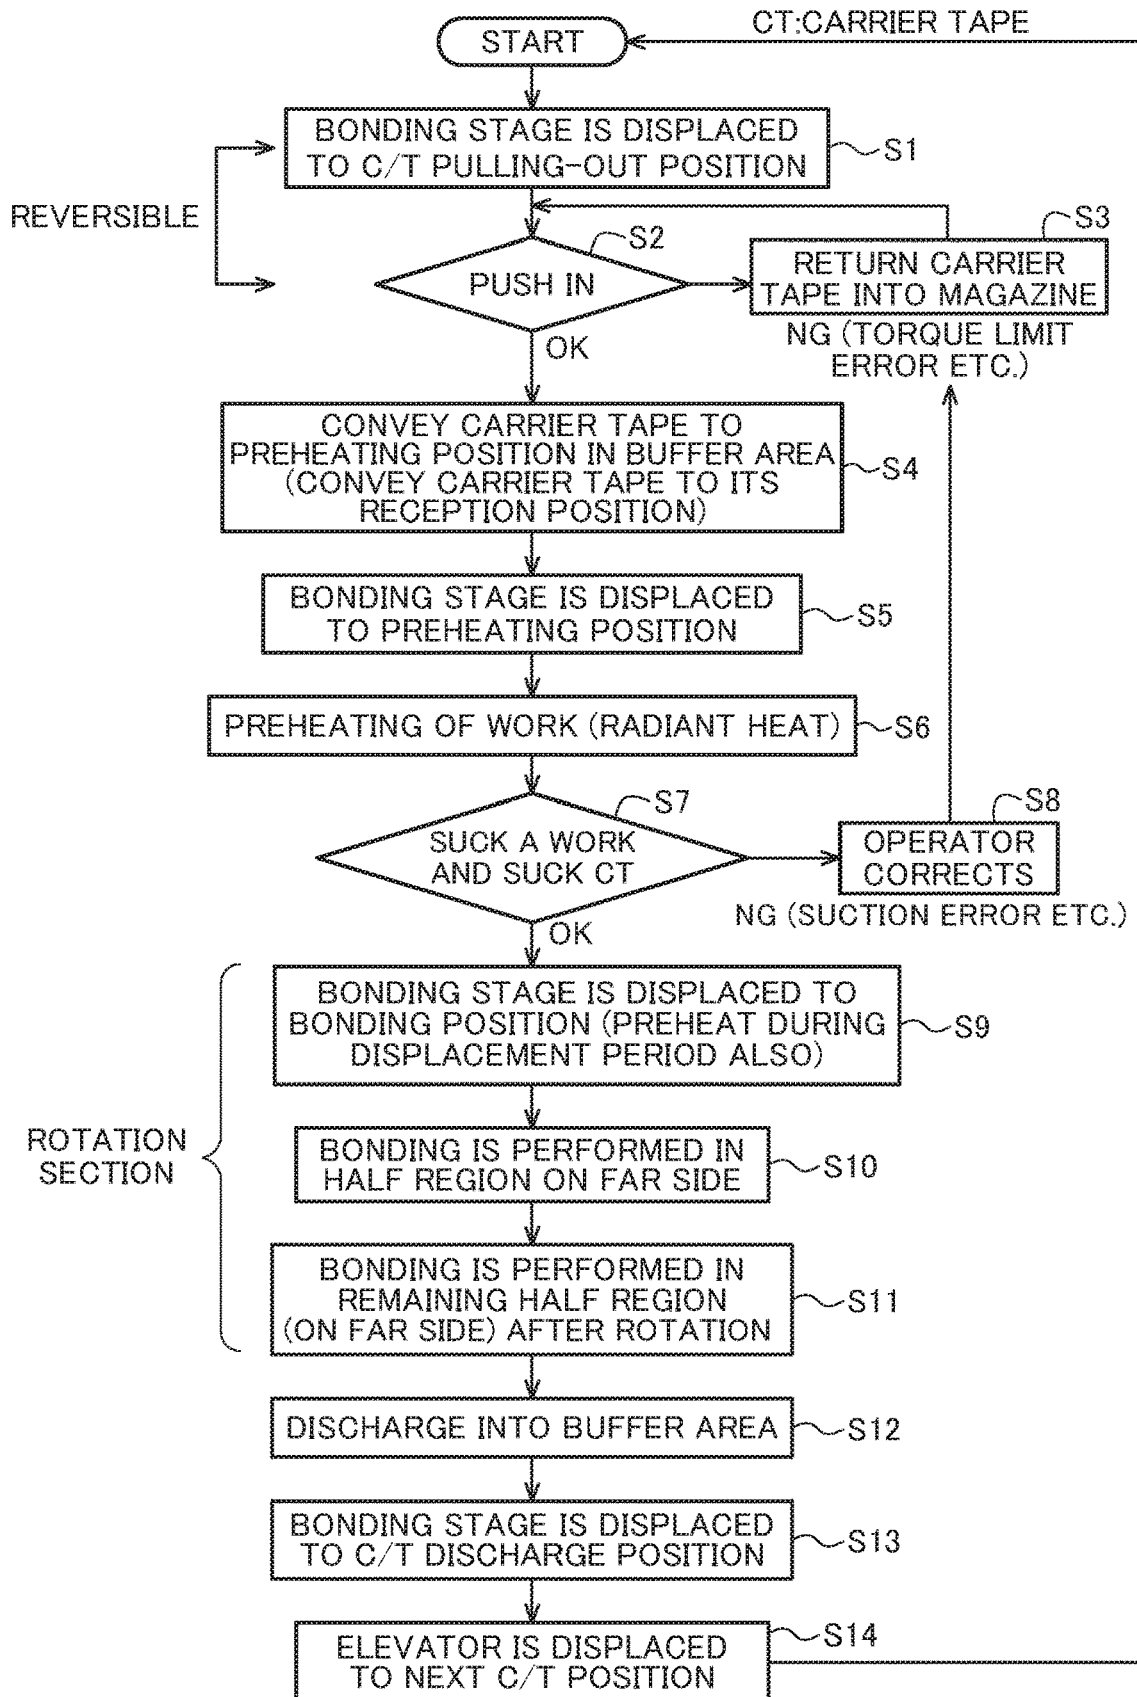 CT:CARRIER TAPE
START
BONDING STAGE IS DISPLACED
TO C/T PULLING-OUT POSITION
S1
REVERSIBLE
S2
PUSH IN
OK
S3
RETURN CARRIER
TAPE INTO MAGAZINE
NG (TORQUE LIMIT
ERROR ETC.)
CONVEY CARRIER TAPE TO
PREHEATING POSITION IN BUFFER AREA
(CONVEY CARRIER TAPE TO ITS
RECEPTION POSITION)
S4
BONDING STAGE IS DISPLACED
TO PREHEATING POSITION
S5
PREHEATING OF WORK (RADIANT HEAT)
S6
S7
SUCK A WORK
AND SUCK CT
OK
S8
OPERATOR
CORRECTS
NG (SUCTION ERROR ETC.)
BONDING STAGE IS DISPLACED TO
BONDING POSITION (PREHEAT DURING
DISPLACEMENT PERIOD ALSO)
S9
ROTATION
SECTION
BONDING IS PERFORMED IN
HALF REGION ON FAR SIDE
S10
BONDING IS PERFORMED IN
REMAINING HALF REGION
(ON FAR SIDE) AFTER ROTATION
S11
DISCHARGE INTO BUFFER AREA
S12
BONDING STAGE IS DISPLACED
TO C/T DISCHARGE POSITION
S13
ELEVATOR IS DISPLACED
TO NEXT C/T POSITION
S14